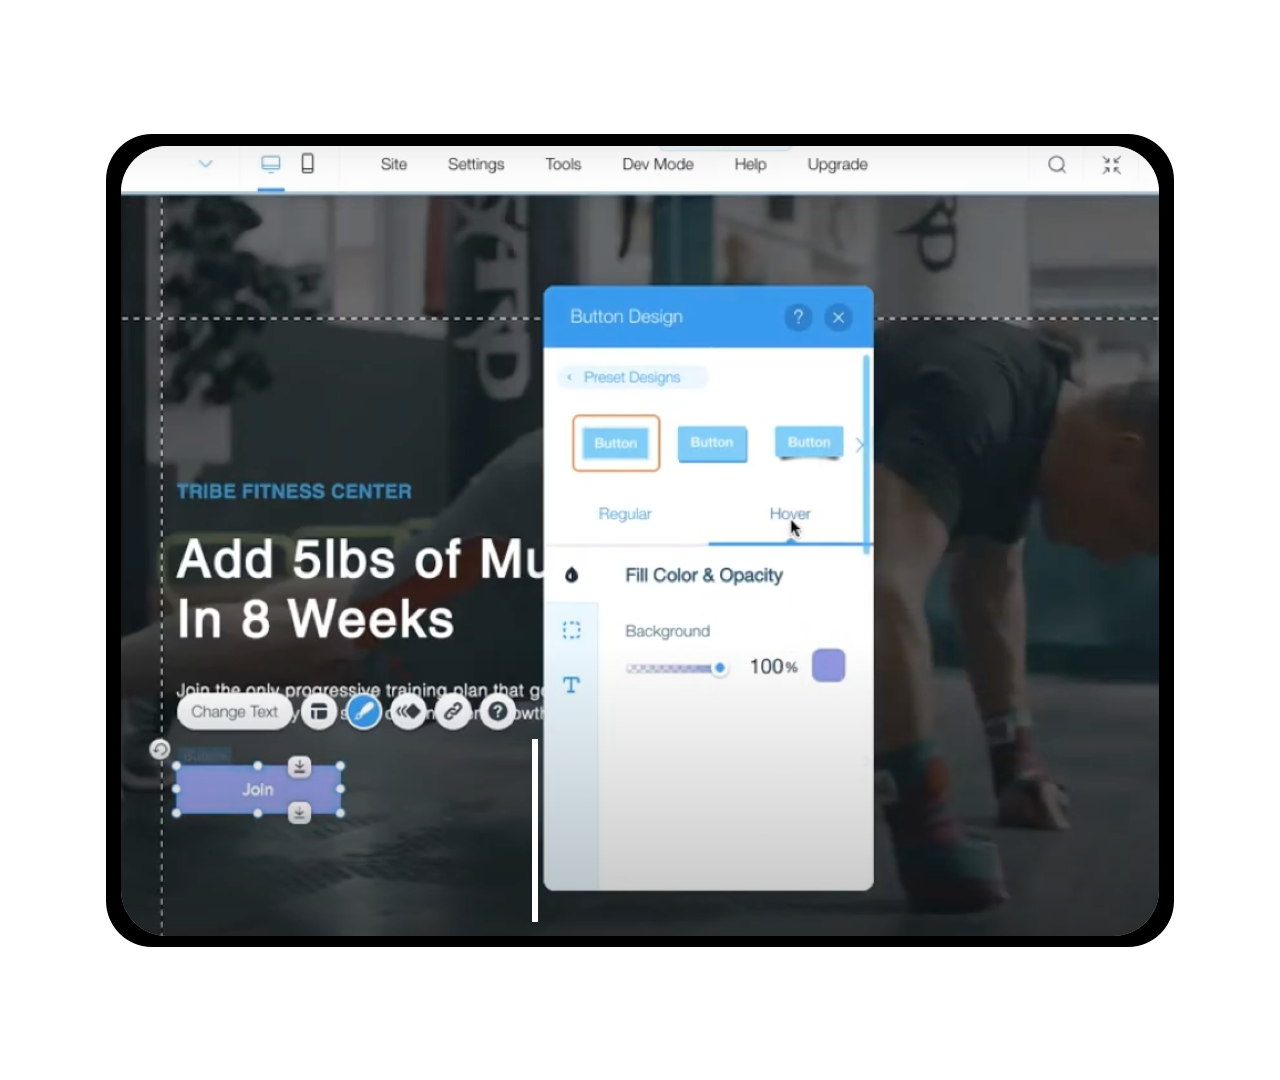 Site Settings Tools Dev Mode Help Upgrade
Button Design ?
Preset Designs
Button Button Button
Regular Hover
Fill Color & Opacity
Background
100%
T
TRIBE FITNESS CENTER
Add 5lbs of Mu
In 8 Weeks
Join the only progressive training plan that ge
Change Text ?
Join